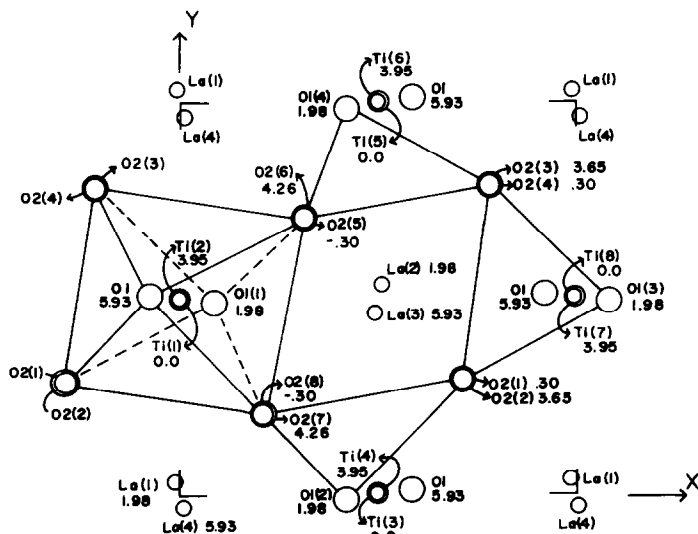 Y
La(1)
La(4)
Ti(6)
3.95
O1
5.93
O1(4)
1.98
Ti(5)
0.0
La(1)
La(4)
O2(3)
O2(4)
O2(6)
4.26
O2(5)
-.30
O2(3) 3.65
O2(4) .30
Ti(2)
3.95
O1
5.93
O1(1)
1.98
Ti(1)
0.0
La(2) 1.98
La(3) 5.93
Ti(8)
0.0
O1
5.93
O1(3)
1.98
Ti(7)
3.95
O2(1)
O2(2)
O2(8)
-.30
O2(7)
4.26
O2(1) .30
O2(2) 3.65
Ti(4)
3.95
La(1)
1.98
La(4) 5.93
O1(2)
1.98
O1
5.93
Ti(3)
La(1)
La(4)
X